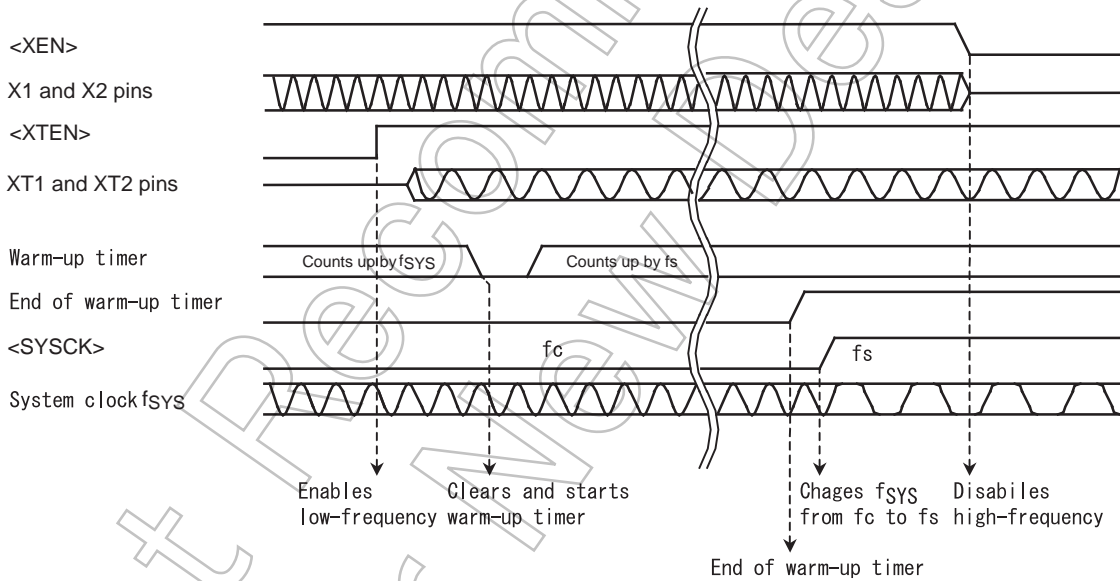 <XEN>
X1 and X2 pins
<XTEN>
XT1 and XT2 pins
Warm-up timer
Counts up by fSYS
Counts up by fs
End of warm-up timer
<SYSCK>
fc
fs
System clock fSYS
Enables
low-frequency
Clears and starts
warm-up timer
Chages fSYS
from fc to fs
Disabiles
high-frequency
End of warm-up timer